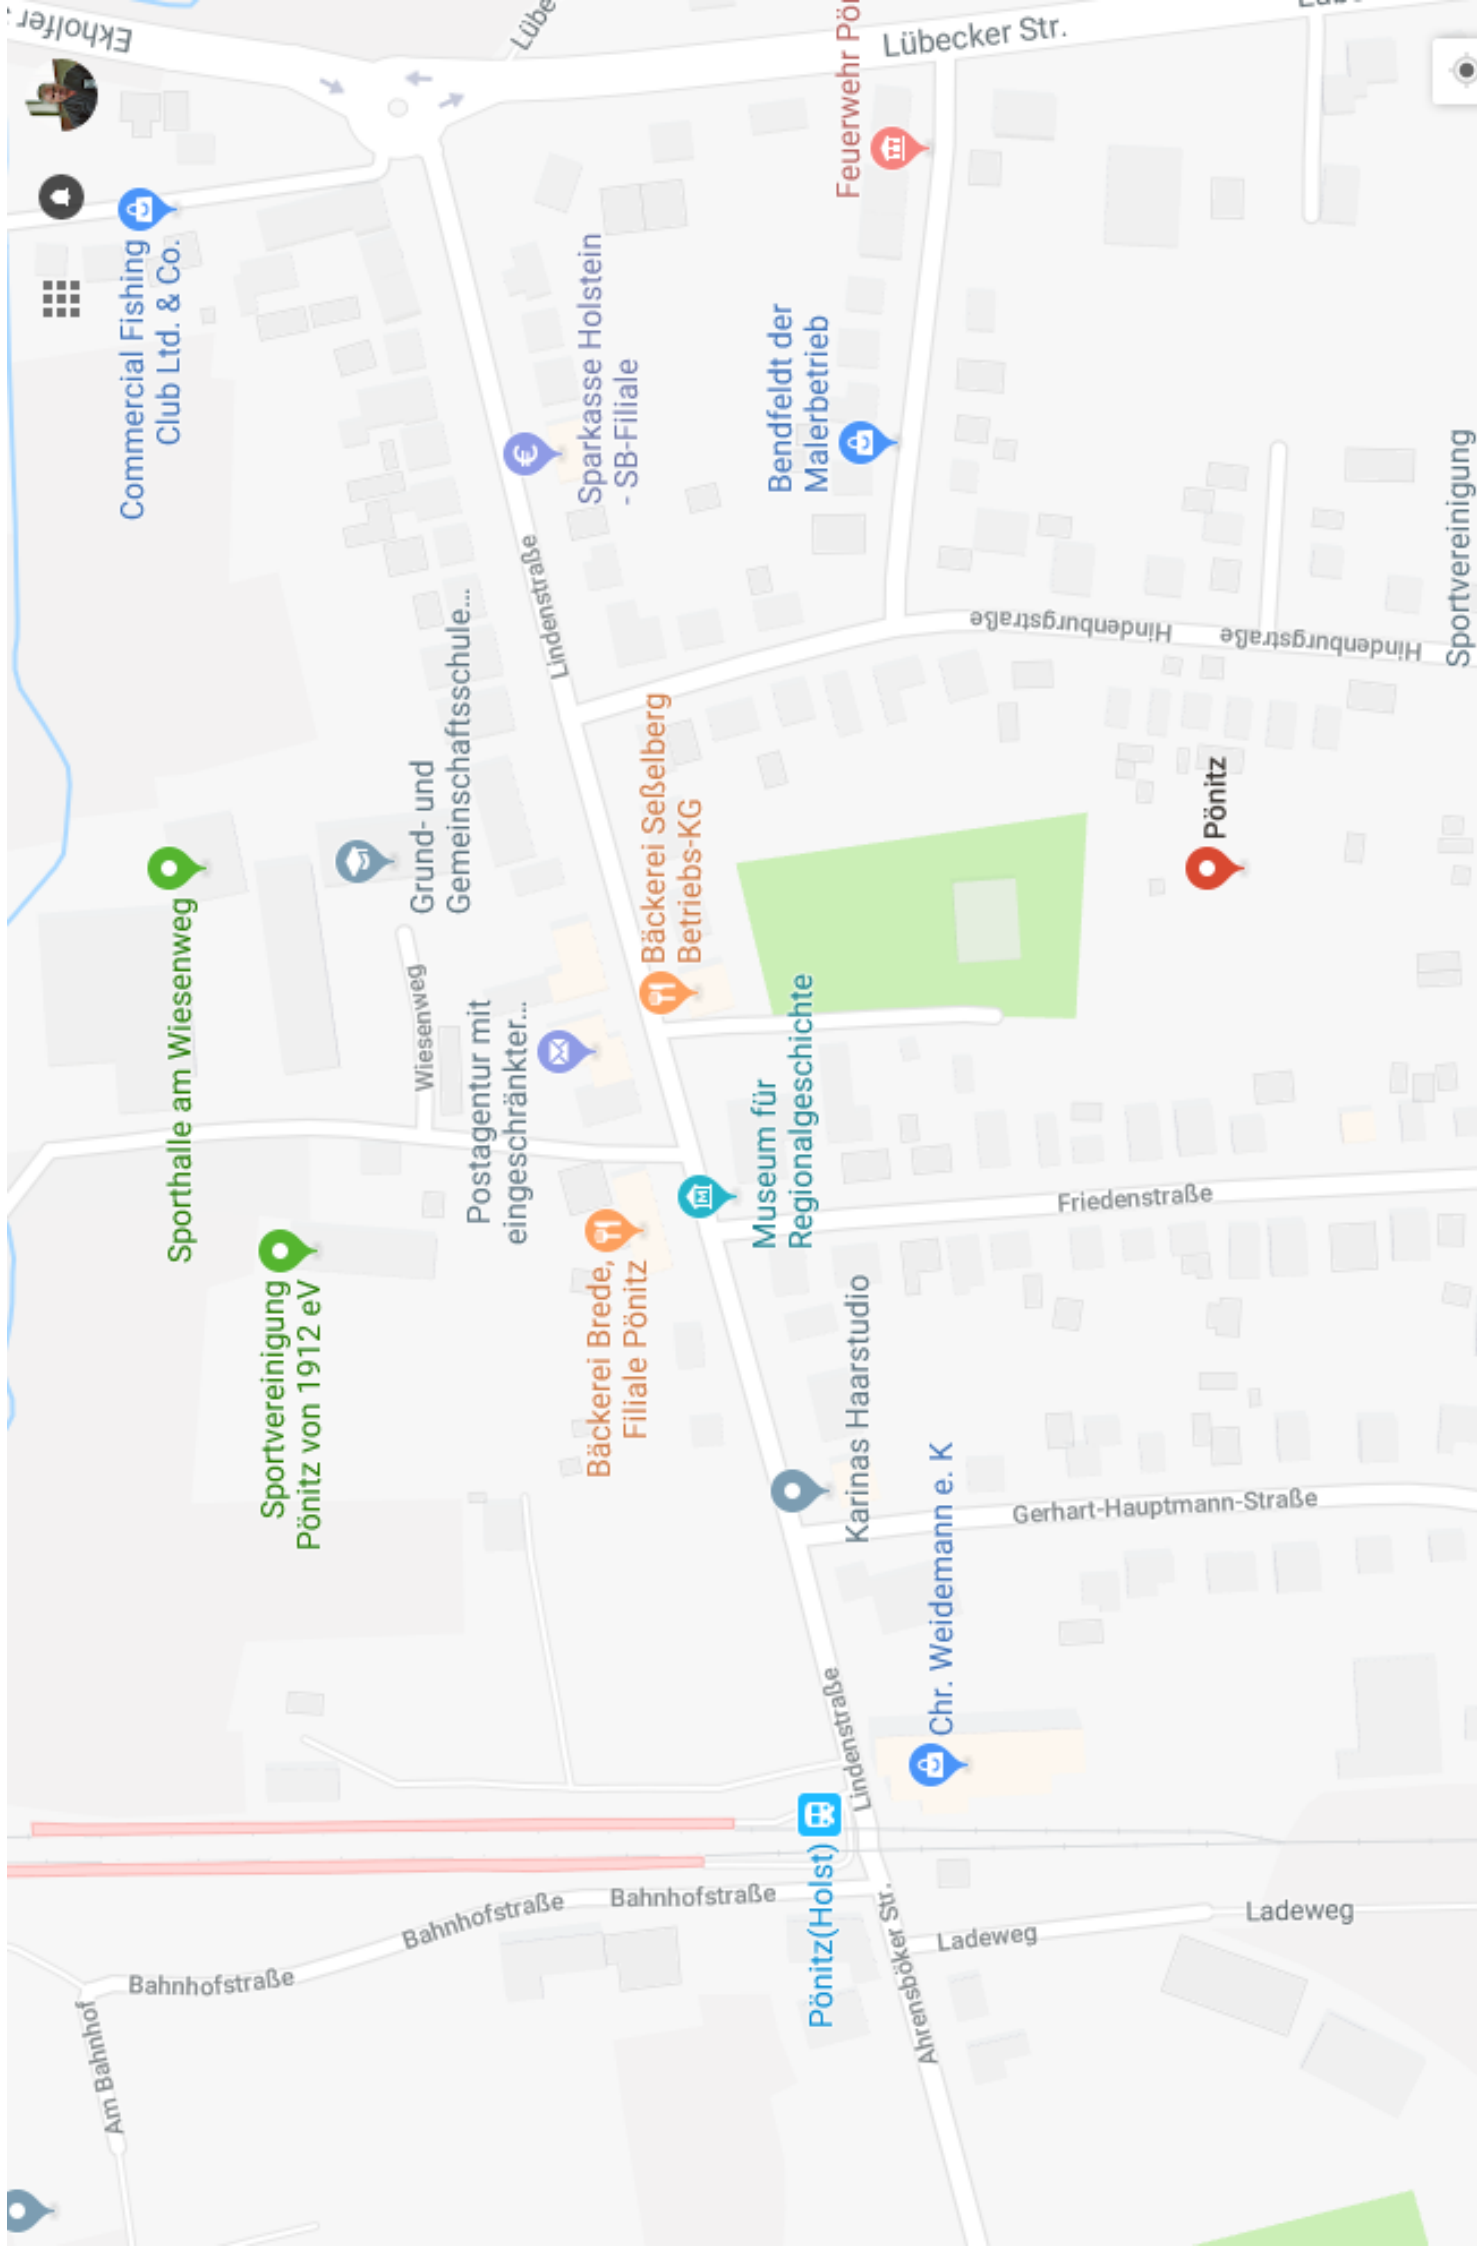 Ekholfer
Lübe
Lübecker Str.
Feuerwehr Pön
Commercial Fishing
Club Ltd. & Co.
Sparkasse Holstein
- SB-Filiale
Bendfeldt der
Malerbetrieb
Lindenstraße
Hindenburgstraße
Hindenburgstraße
Sportvereinigung
Grund- und
Gemeinschaftsschule...
Bäckerei Seßelberg
Betriebs-KG
Pönitz
Sporthalle am Wiesenweg
Wiesenweg
Postagentur mit
eingeschränkter...
Museum für
Regionalgeschichte
Friedenstraße
Sportvereinigung
Pönitz von 1912 eV
Bäckerei Brede,
Filiale Pönitz
Karinas Haarstudio
Gerhart-Hauptmann-Straße
Chr. Weidemann e. K
Lindenstraße
Pönitz(Holst)
Bahnhofstraße
Bahnhofstraße
Bahnhofstraße
Am Bahnhof
Ahrensböker Str.
Ladeweg
Ladeweg